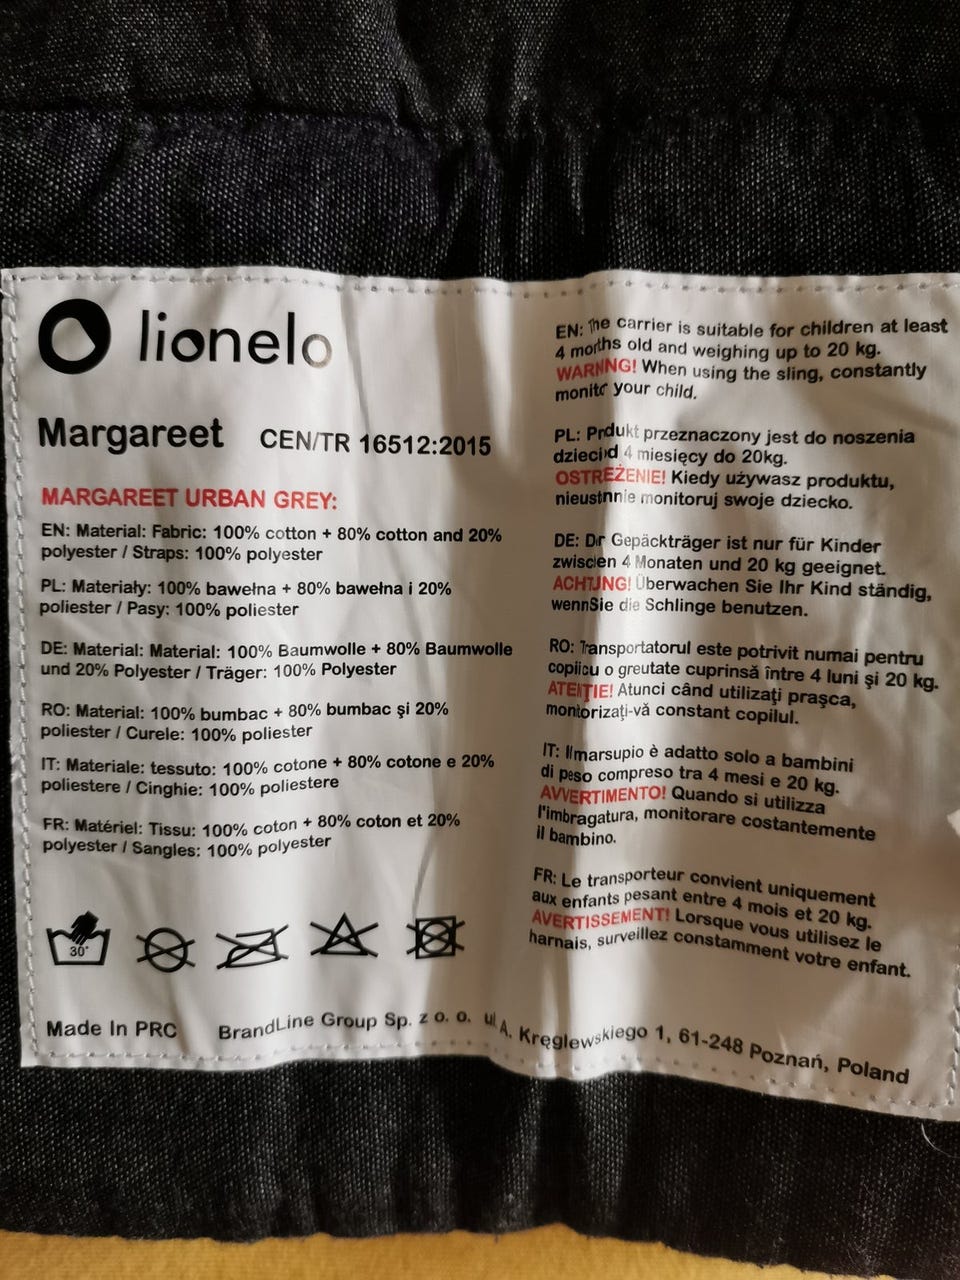 lionelo
Margareet CEN/TR 16512:2015
MARGAREET URBAN GREY:
EN: Material: Fabric: 100% cotton + 80% cotton and 20%
polyester / Straps: 100% polyester
PL: Materiały: 100% bawełna + 80% bawełna i 20%
poliester / Pasy: 100% poliester
DE: Material: Material: 100% Baumwolle + 80% Baumwolle
und 20% Polyester / Träger: 100% Polyester
RO: Material: 100% bumbac + 80% bumbac și 20%
poliester / Curele: 100% poliester
IT: Materiale: tessuto: 100% cotone + 80% cotone e 20%
poliestere / Cinghie: 100% poliestere
FR: Matériel: Tissu: 100% coton + 80% coton et 20%
polyester / Sangles: 100% polyester
30°
Made In PRC BrandLine Group Sp. z o. o. ul. A. Kręglewskiego 1, 61-248 Poznań, Poland
EN: The carrier is suitable for children at least
4 months old and weighing up to 20 kg.
WARNING! When using the sling, constantly
monitor your child.
PL: Produkt przeznaczony jest do noszenia
dzieci od 4 miesięcy do 20kg.
OSTREŻENIE! Kiedy używasz produktu,
nieustnnie monitoruj swoje dziecko.
DE: Der Gepäckträger ist nur für Kinder
zwischen 4 Monaten und 20 kg geeignet.
ACHTUNG! Überwachen Sie Ihr Kind ständig,
wennSie die Schlinge benutzen.
RO: Transportatorul este potrivit numai pentru
copii cu o greutate cuprinsă între 4 luni și 20 kg.
ATENȚIE! Atunci când utilizați prașca,
monitorizați-vă constant copilul.
IT: Il marsupio è adatto solo a bambini
di peso compreso tra 4 mesi e 20 kg.
AVVERTIMENTO! Quando si utilizza
l'imbragatura, monitorare costantemente
il bambino.
FR: Le transporteur convient uniquement
aux enfants pesant entre 4 mois et 20 kg.
AVERTISSEMENT! Lorsque vous utilisez le
harnais, surveillez constamment votre enfant.